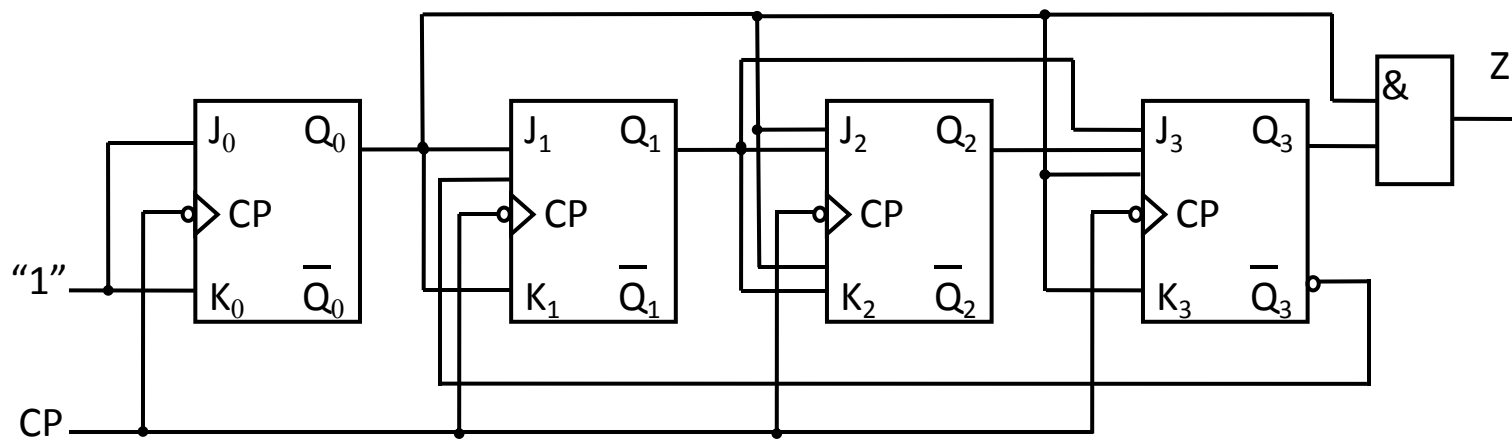 Z
&
J₀ Q₀ J₁ Q₁ J₂ Q₂ J₃ Q₃
CP CP CP CP
“1”
K₀ Q̅₀ K₁ Q̅₁ K₂ Q̅₂ K₃ Q̅₃
CP